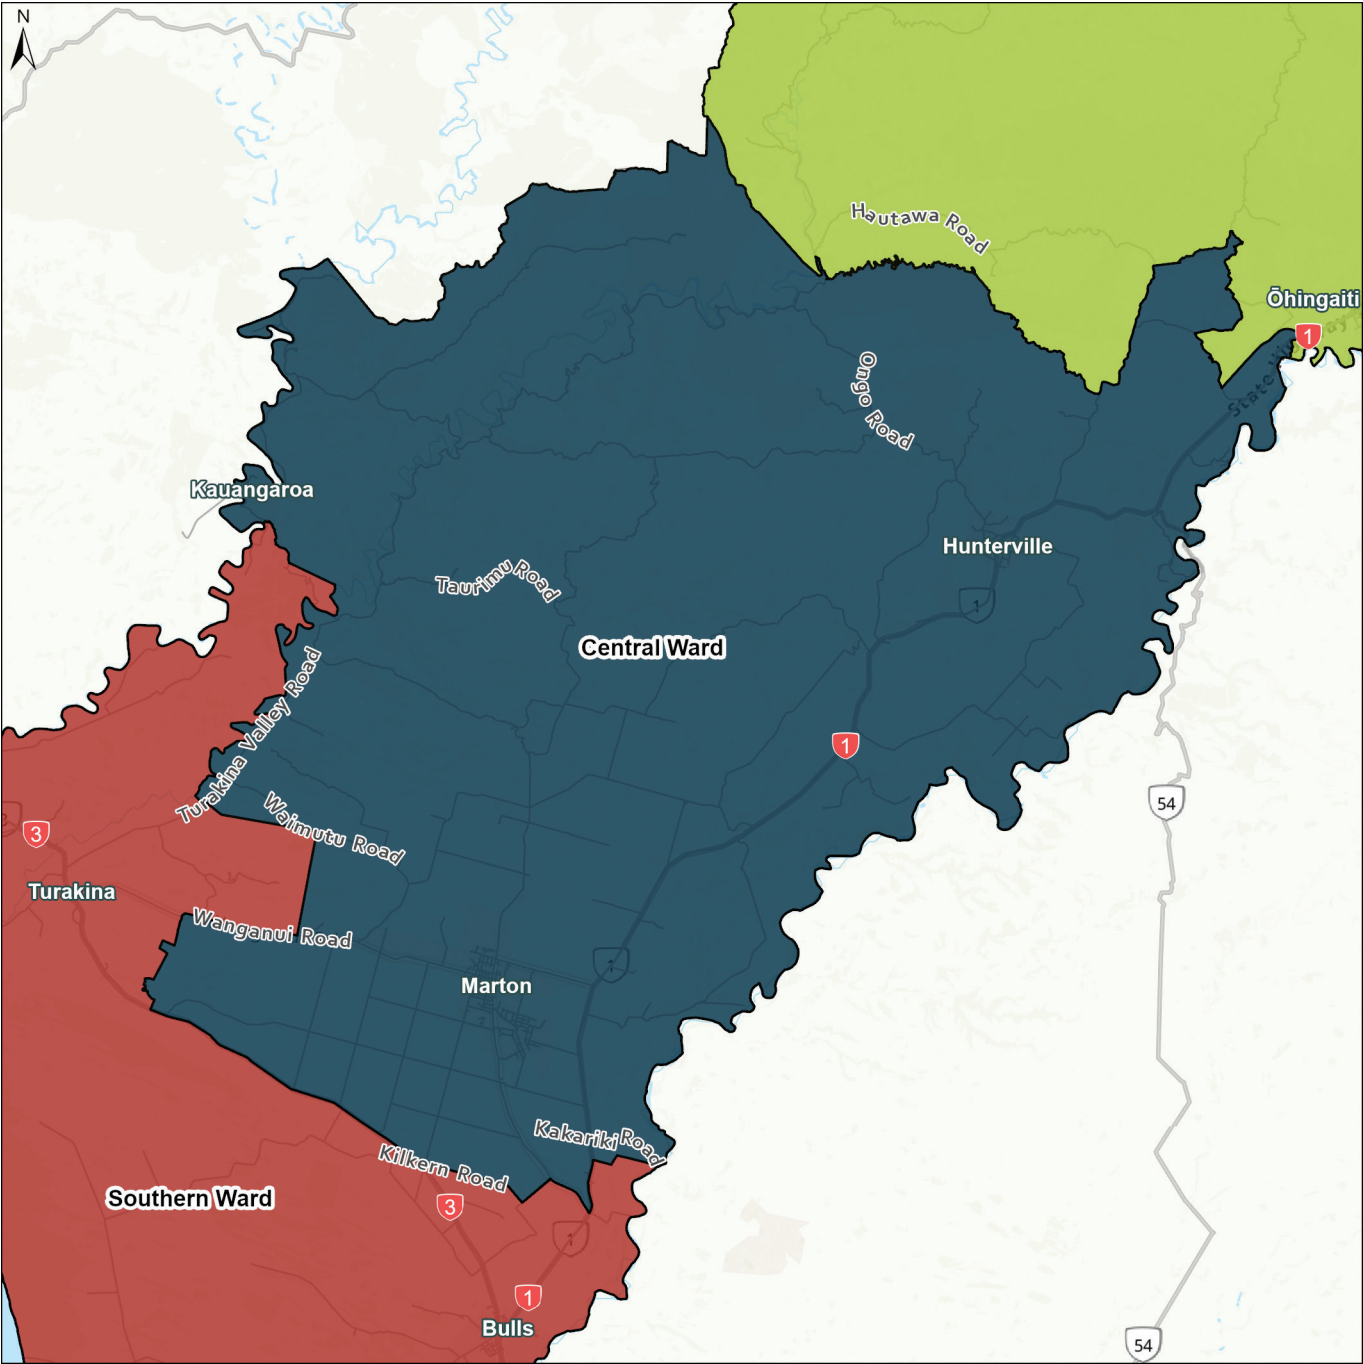 N
Hautawa Road
Ōhingaiti
1
Ongo Road
Kauangaroa
Hunterville
Taurimu Road
1
Central Ward
Turakina Valley Road
1
54
Waimutu Road
3
Turakina
Wanganui Road
1
Marton
Kakariki Road
Kilkern Road
Southern Ward
3
1
1
Bulls
54